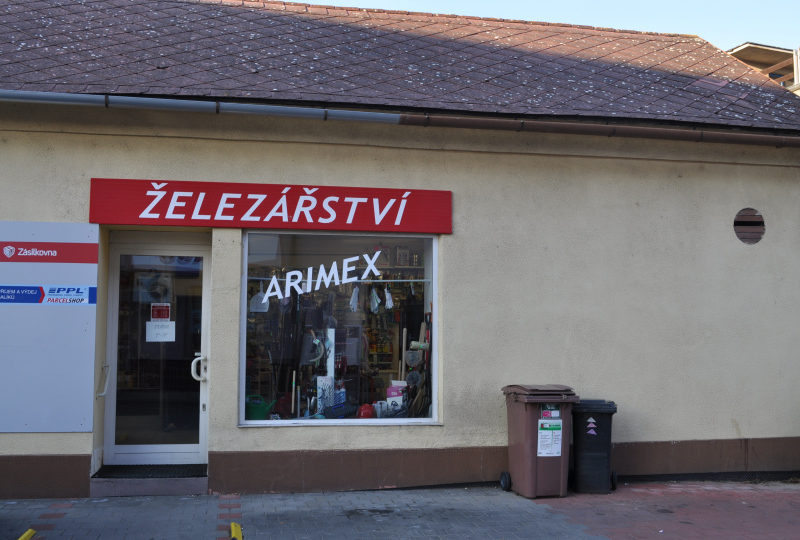 ŽELEZÁŘSTVÍ
ARIMEX
Zásilkovna
PPL
PARCELSHOP